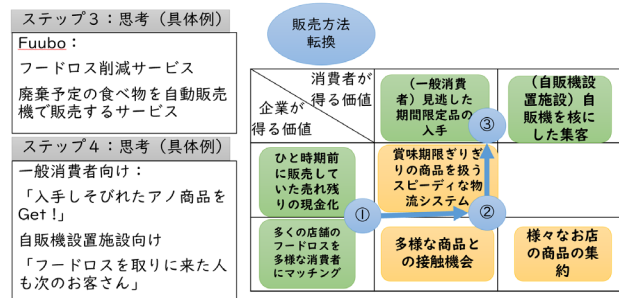 ステップ３：思考（具体例）
Fuubo：
フードロス削減サービス
廃棄予定の食べ物を自動販売
機で販売するサービス
ステップ４：思考（具体例）
一般消費者向け：
「入手しそびれたアノ商品を
Get！」
自販機設置施設向け
「フードロスを取りに来た人
も次のお客さん」
販売方法
転換
消費者が
得る価値
企業が
得る価値
（一般消費
者）見逃した
期間限定品の
入手
③
（自販機設
置施設）自
販機を核に
した集客
ひと時期前
に販売して
いた売れ残
りの現金化
①
賞味期限ぎりぎ
りの商品を扱う
スピーディな物
流システム
②
多くの店舗の
フードロスを
多様な消費者
にマッチング
多様な商品と
の接触機会
様々なお店
の商品の集
約